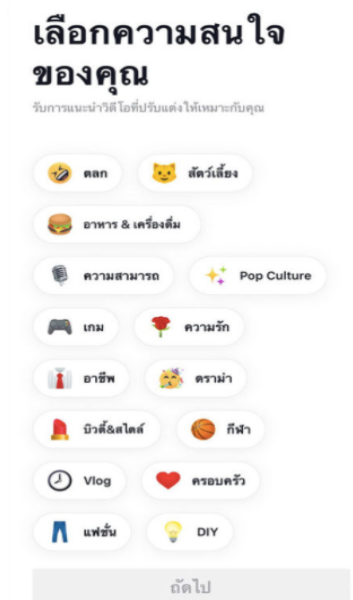 เลือกความสนใจ
ของคุณ
รับการแนะนำวิดีโอที่ปรับแต่งให้เหมาะกับคุณ
ตลก สัตว์เลี้ยง
อาหาร & เครื่องดื่ม
ความสามารถ Pop Culture
เกม ความรัก
อาชีพ ดราม่า
บิวตี้&สไตล์ กีฬา
Vlog ครอบครัว
แฟชั่น DIY
ถัดไป